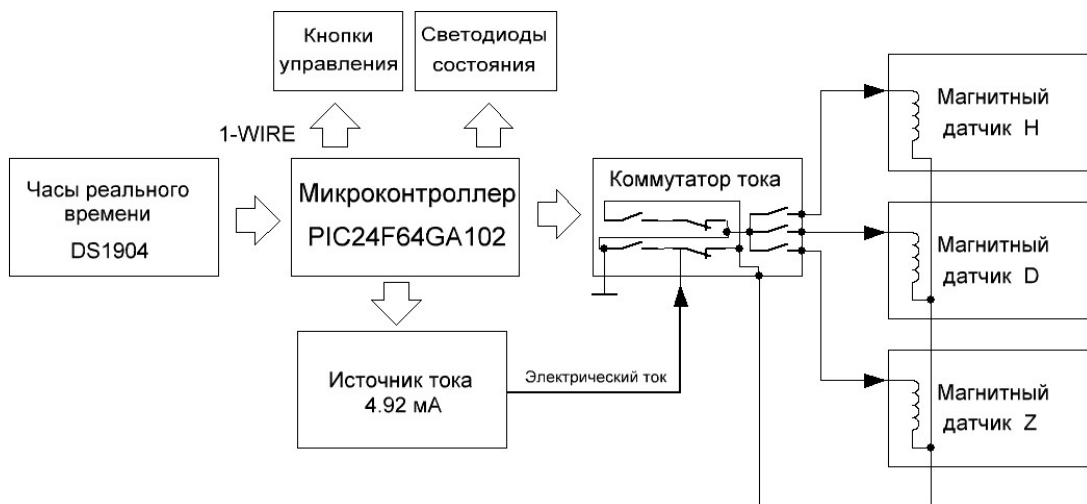 Кнопки
управления
Светодиоды
состояния
1-WIRE
Часы реального
времени
DS1904
Микроконтроллер
PIC24F64GA102
Коммутатор тока
Магнитный
датчик H
Магнитный
датчик D
Источник тока
4.92 мА
Электрический ток
Магнитный
датчик Z